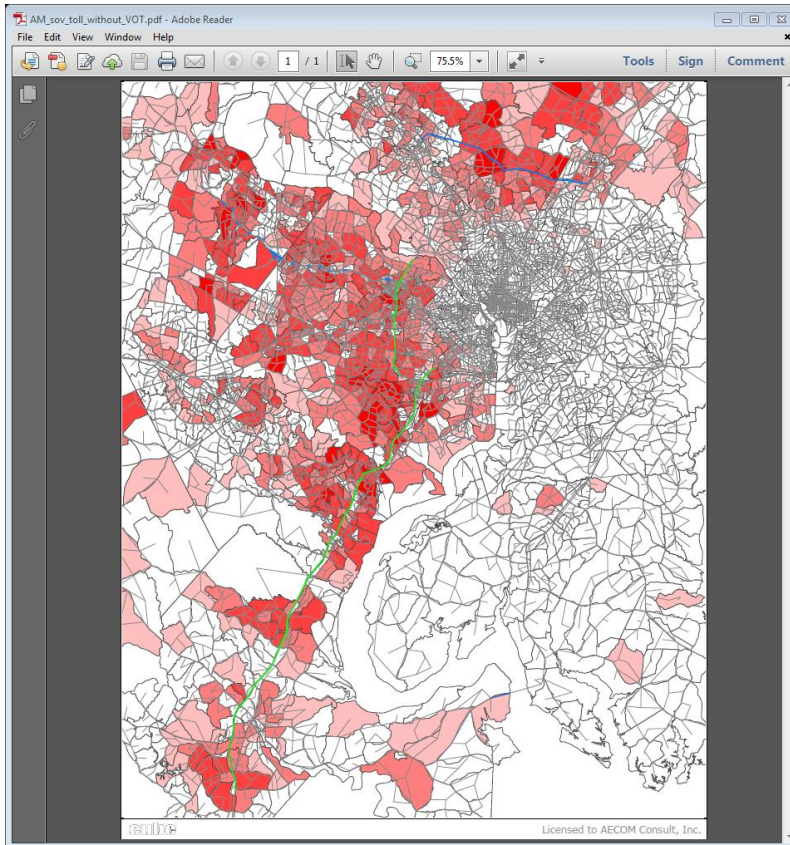 AM_sov_toll_without_VOT.pdf - Adobe Reader
File Edit View Window Help
1 / 1 75.5% Tools Sign Comment
cube Licensed to AECOM Consult, Inc.